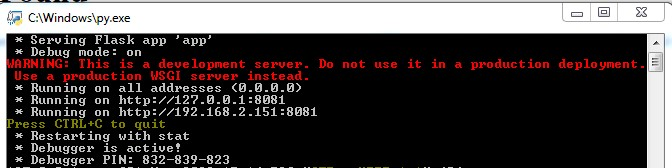 C:\Windows\py.exe
* Serving Flask app 'app'
* Debug mode: on
WARNING: This is a development server. Do not use it in a production deployment.
Use a production WSGI server instead.
* Running on all addresses (0.0.0.0)
* Running on http://127.0.0.1:8081
* Running on http://192.168.2.151:8081
Press CTRL+C to quit
* Restarting with stat
* Debugger is active!
* Debugger PIN: 832-839-823